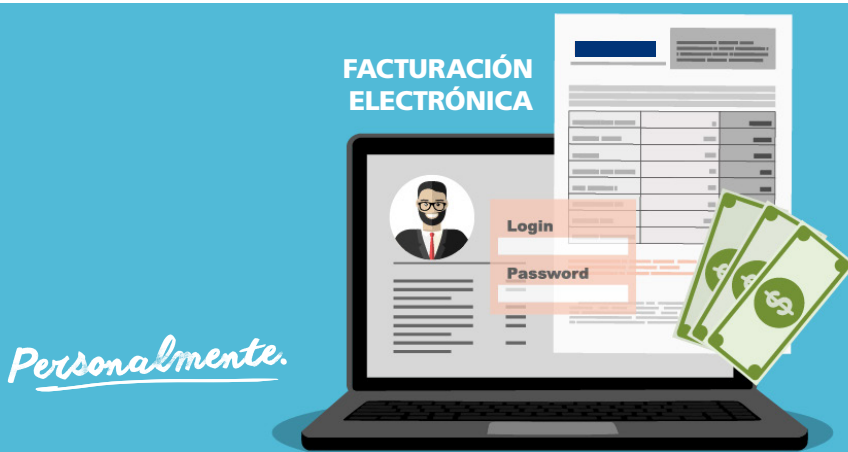 FACTURACIÓN
ELECTRÓNICA
Login
Password
Personalmente.